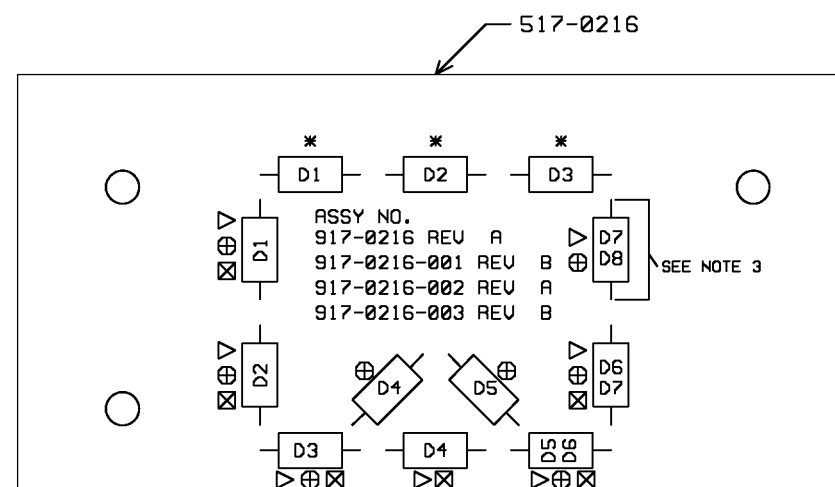 517-0216
* * *
D1 D2 D3
ASSY NO.
917-0216 REV A
917-0216-001 REV B
917-0216-002 REV A
917-0216-003 REV B
D1
D7
D8
SEE NOTE 3
D2
D4
D5
D6
D7
D3
D4
D5
D6